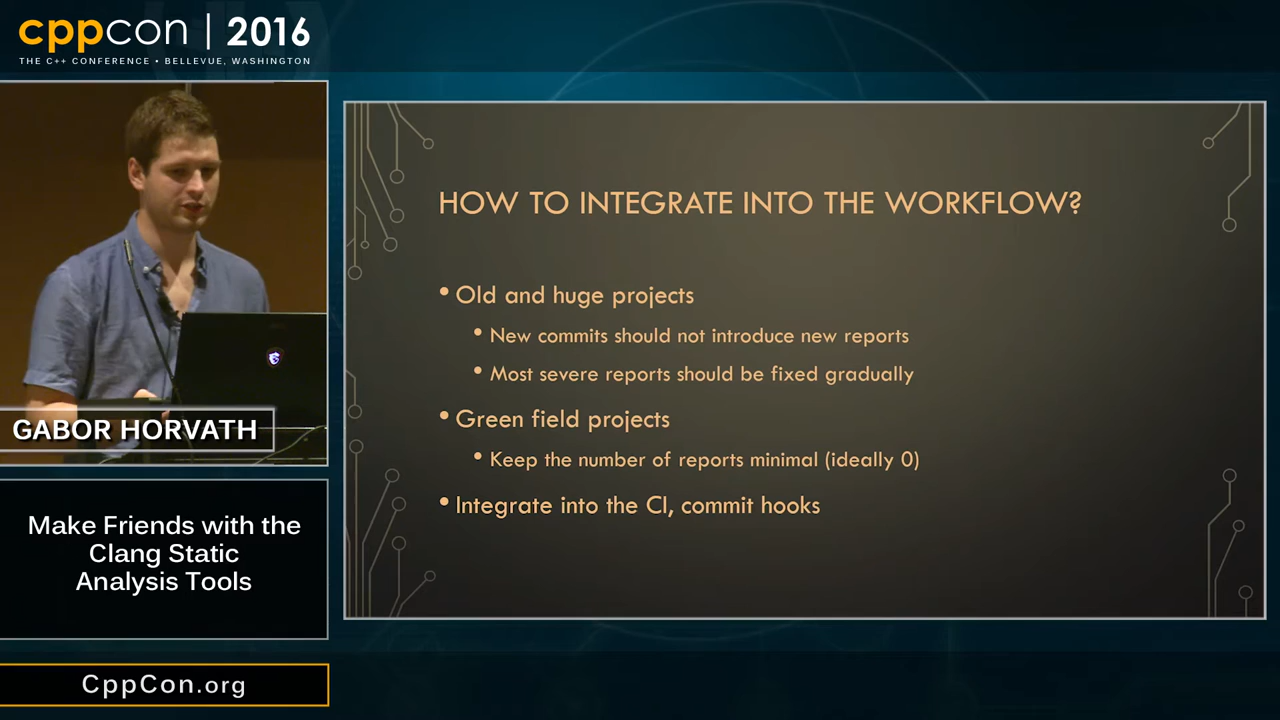 cppcon | 2016
THE C++ CONFERENCE • BELLEVUE, WASHINGTON
GABOR HORVATH
Make Friends with the
Clang Static
Analysis Tools
CppCon.org
HOW TO INTEGRATE INTO THE WORKFLOW?
• Old and huge projects
• New commits should not introduce new reports
• Most severe reports should be fixed gradually
• Green field projects
• Keep the number of reports minimal (ideally 0)
• Integrate into the CI, commit hooks